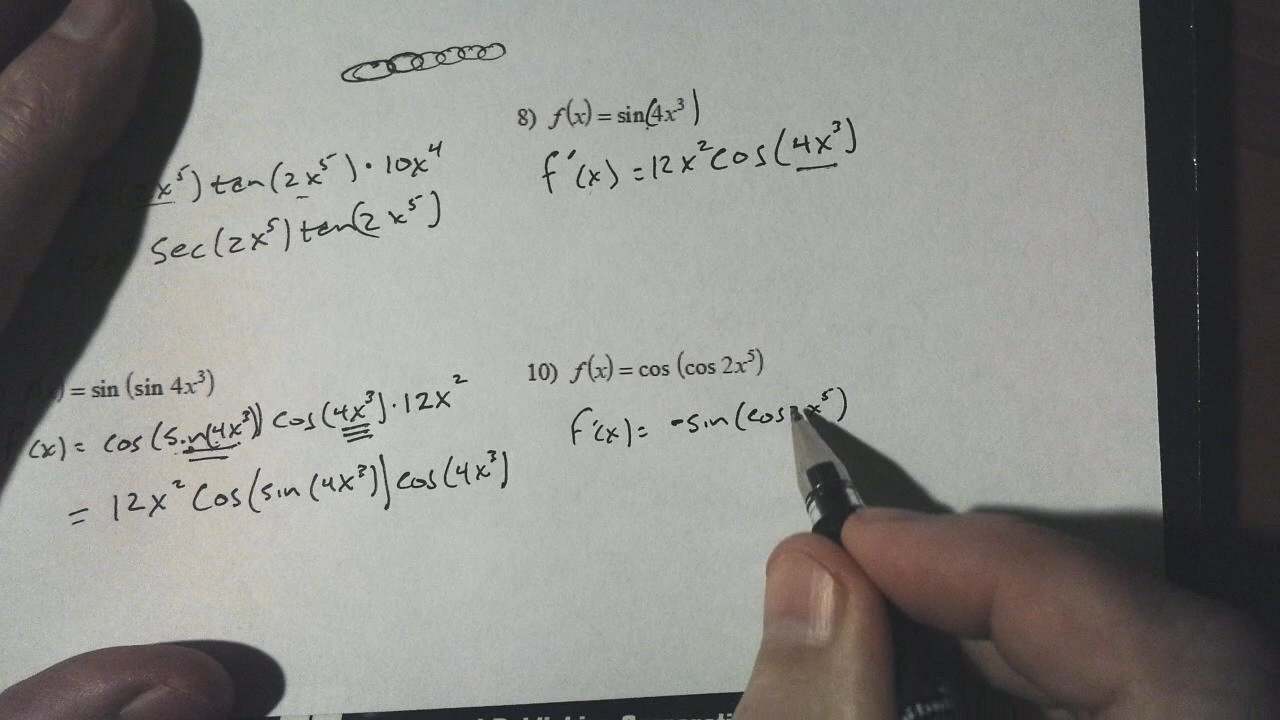 8) f(x) = sin(4x³)
f'(x) = 12x² cos(4x³)
x⁵) tan(2x⁵) · 10x⁴
sec(2x⁵) tan(2x⁵)
= sin (sin 4x³)
(x) = cos(sin(4x³)) cos(4x³) · 12x²
= 12x² cos(sin(4x³)) cos(4x³)
10) f(x) = cos (cos 2x⁵)
f'(x) = -sin(cos x⁵)